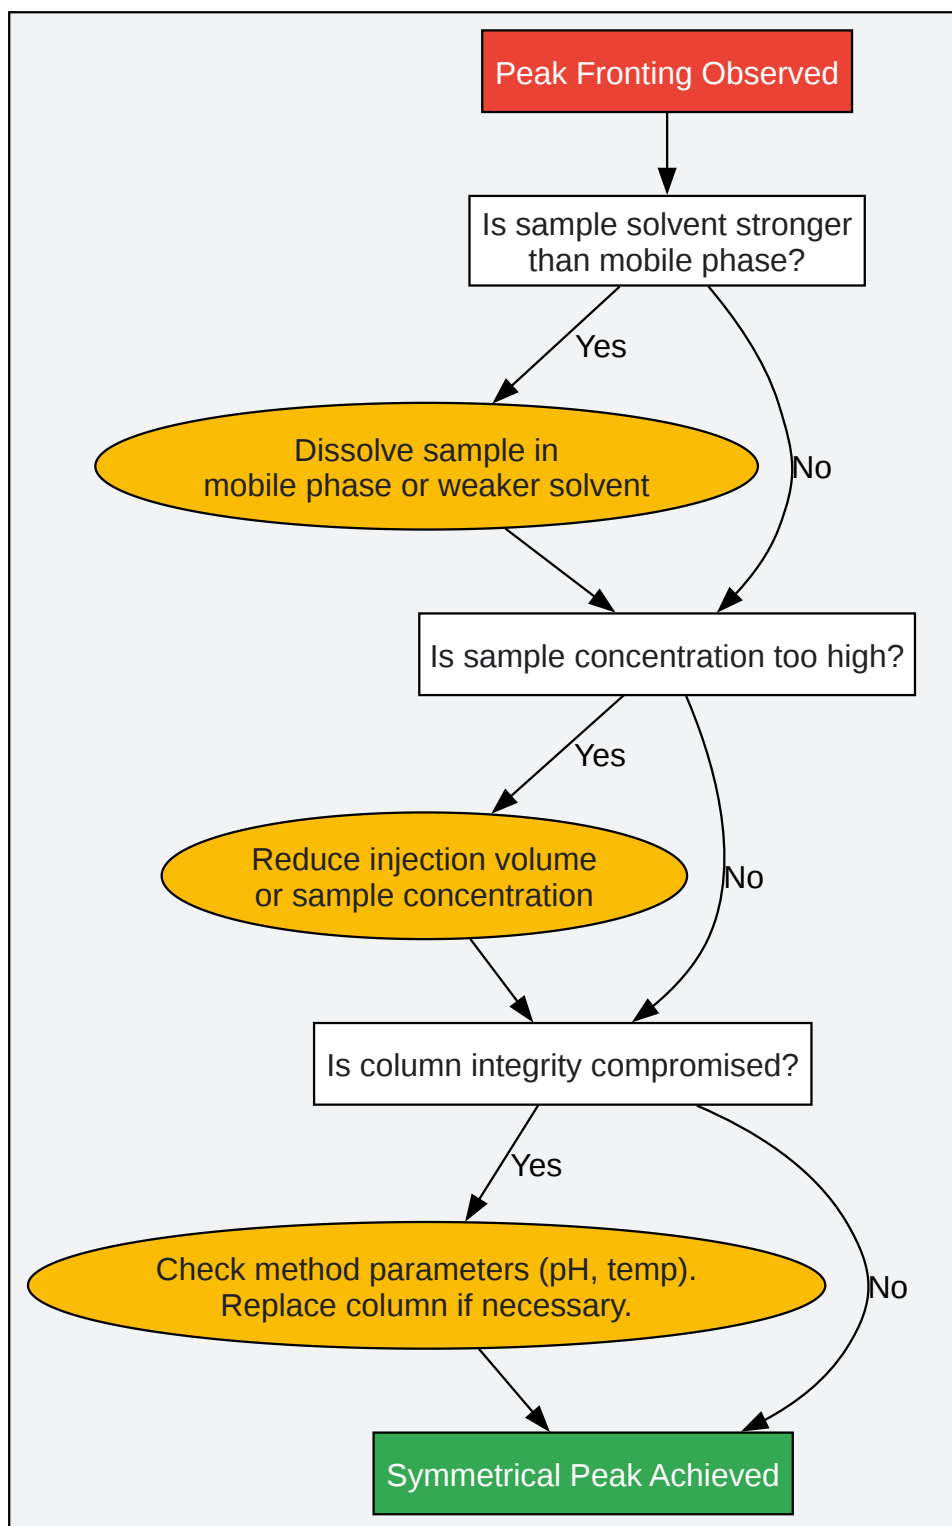 Peak Fronting Observed
Is sample solvent stronger
than mobile phase?
Yes
Dissolve sample in
mobile phase or weaker solvent
No
Is sample concentration too high?
Yes
Reduce injection volume
or sample concentration
No
Is column integrity compromised?
Yes
Check method parameters (pH, temp).
Replace column if necessary.
No
Symmetrical Peak Achieved